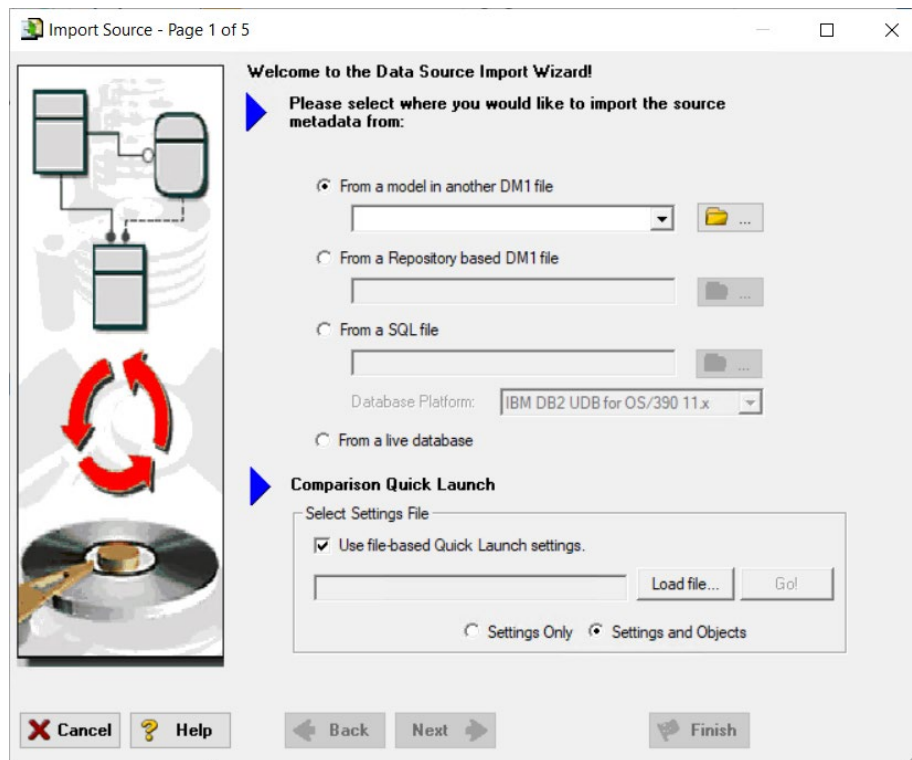 Import Source - Page 1 of 5
Welcome to the Data Source Import Wizard!
Please select where you would like to import the source
metadata from:
From a model in another DM1 file
...
From a Repository based DM1 file
...
From a SQL file
...
Database Platform: IBM DB2 UDB for OS/390 11.x
From a live database
Comparison Quick Launch
Select Settings File
Use file-based Quick Launch settings.
Load file... Go!
Settings Only Settings and Objects
Cancel Help Back Next Finish